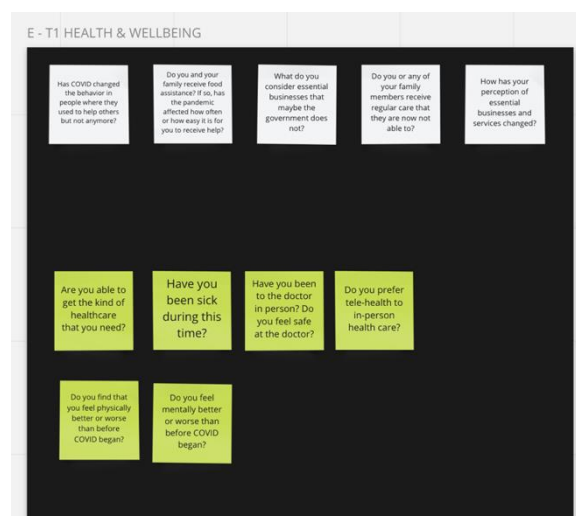 E - T1 HEALTH & WELLBEING
Has COVID changed
the behavior in
people where they
used to help others
but not anymore?
Do you and your
family receive food
assistance? If so, has
the pandemic
affected how often
or how easy it is for
you to receive help?
What do you
consider essential
businesses that
maybe the
government does
not?
Do you or any of
your family
members receive
regular care that
they are now not
able to?
How has your
perception of
essential
businesses and
services changed?
Are you able to
get the kind of
healthcare
that you need?
Have you
been sick
during this
time?
Have you been
to the doctor
in person? Do
you feel safe
at the doctor?
Do you prefer
tele-health to
in-person
health care?
Do you find that
you feel physically
better or worse
than before
COVID began?
Do you feel
mentally better
or worse than
before COVID
began?